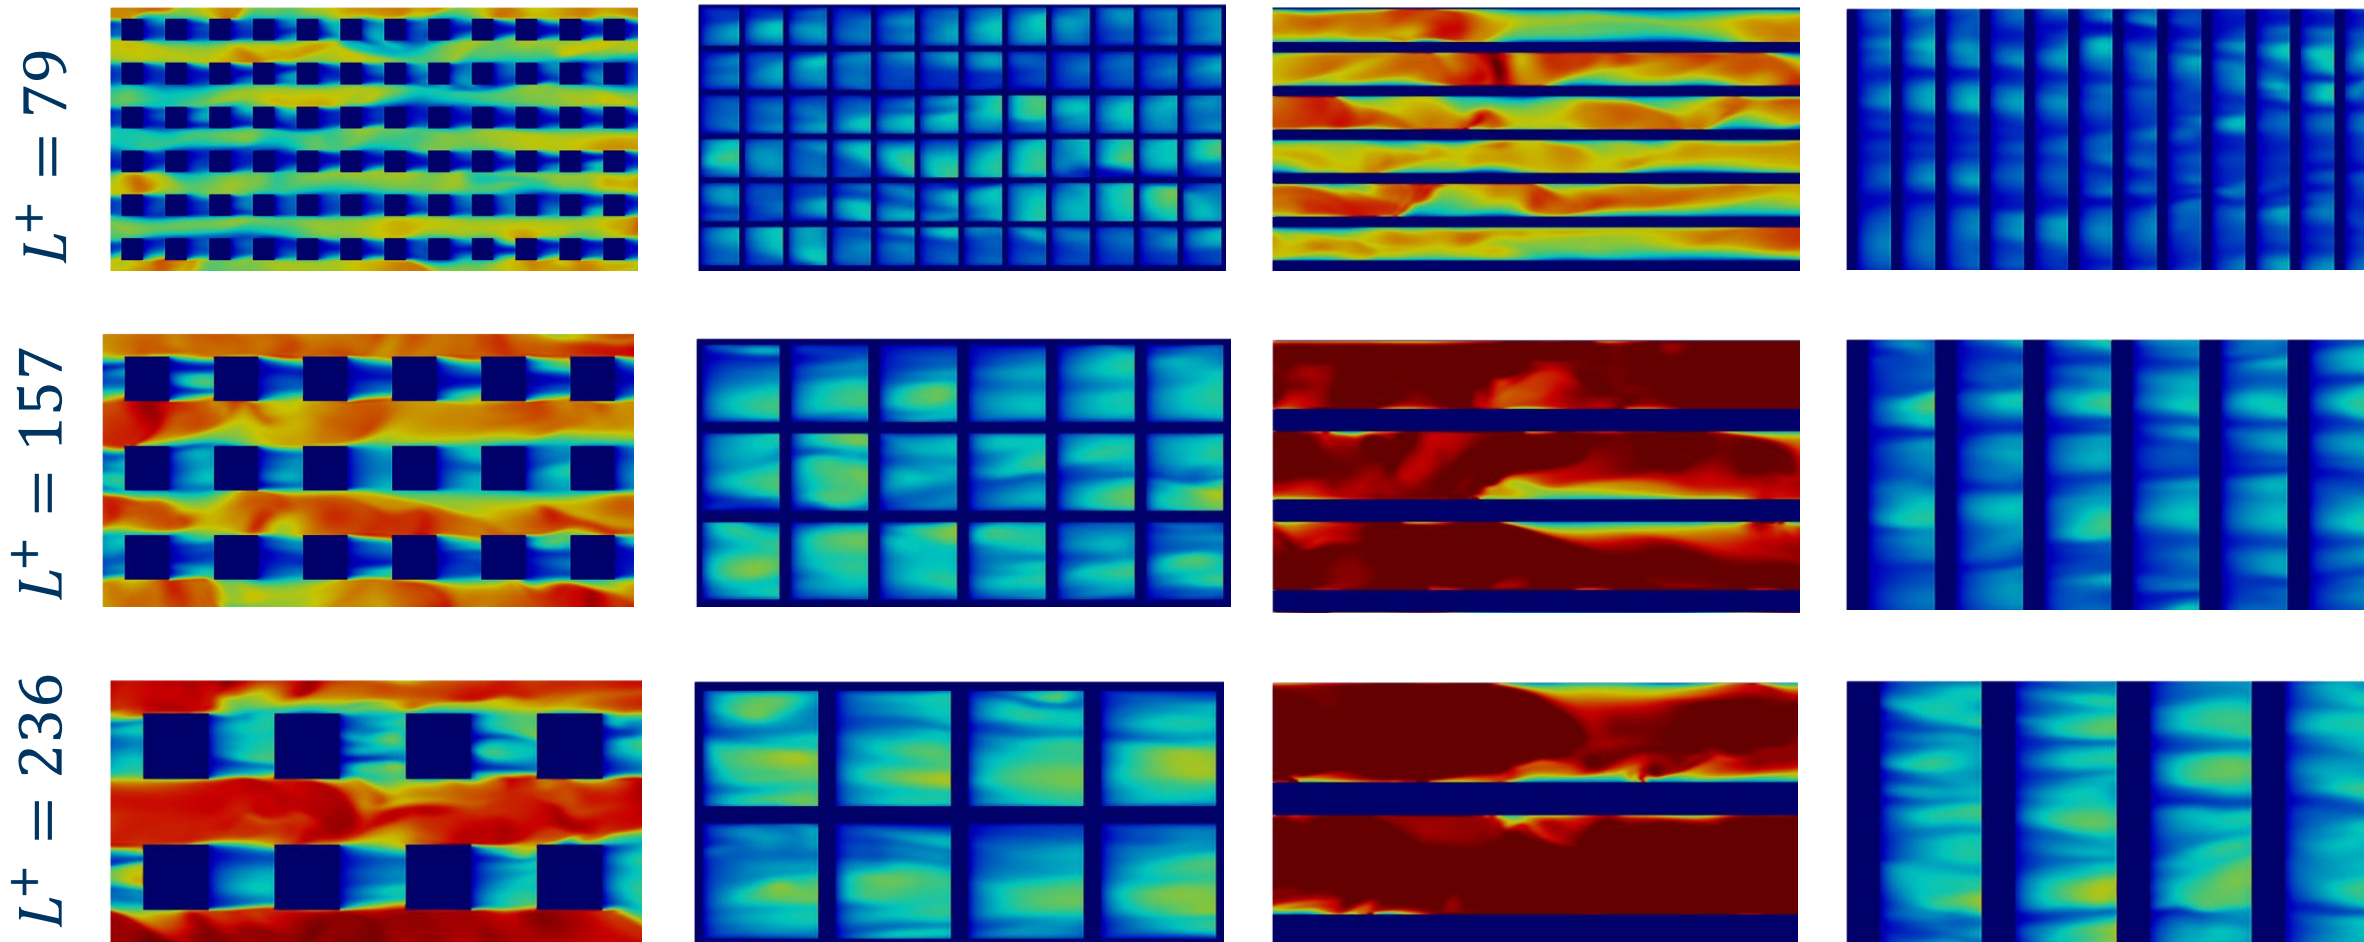 L⁺ = 79
L⁺ = 157
L⁺ = 236